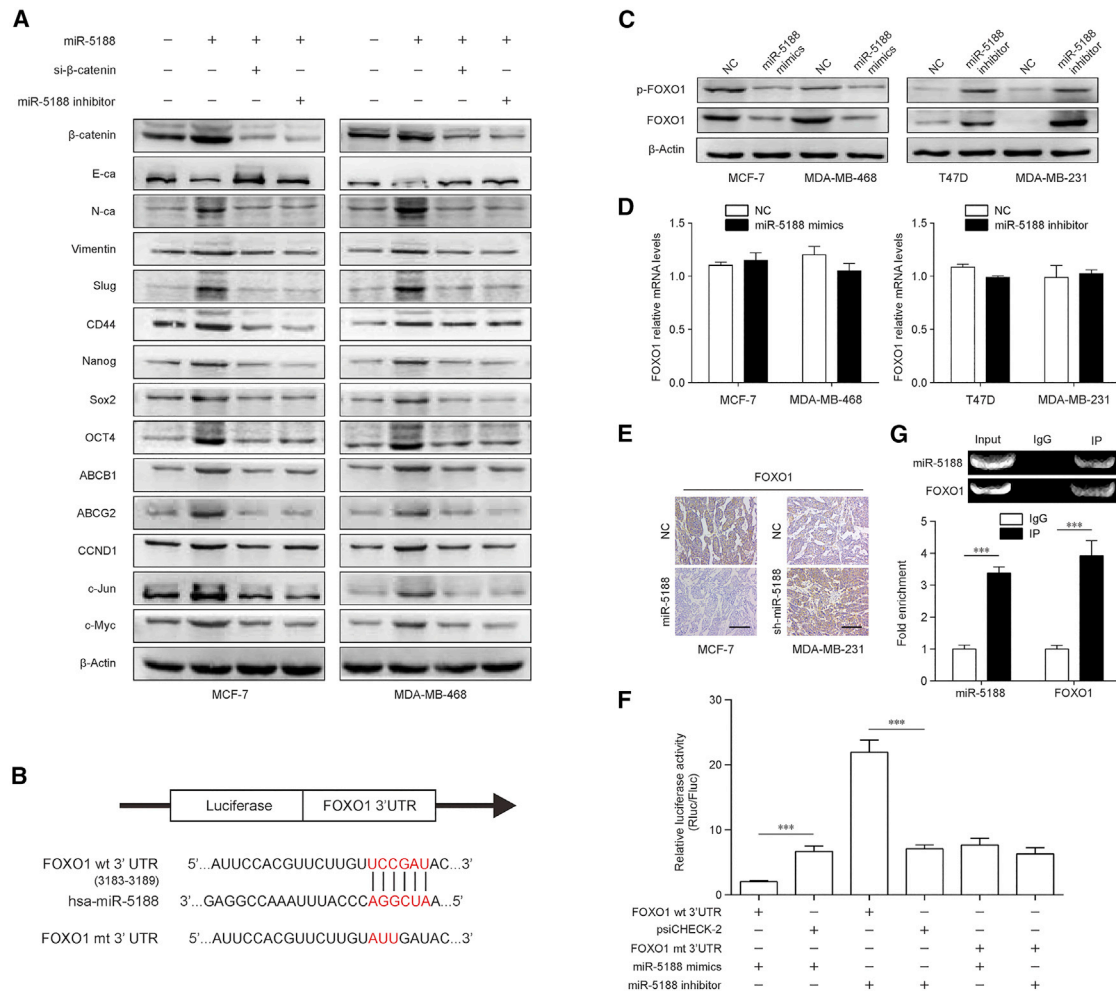 A
miR-5188 − + + + − + + +
si-β-catenin − − + − − − + −
miR-5188 inhibitor − − − + − − − +
β-catenin
E-ca
N-ca
Vimentin
Slug
CD44
Nanog
Sox2
OCT4
ABCB1
ABCG2
CCND1
c-Jun
c-Myc
β-Actin
MCF-7 MDA-MB-468
B
Luciferase FOXO1 3'UTR
FOXO1 wt 3' UTR 5'...AUUCCACGUUCUUGUUCCGAUAC...3'
(3183-3189)
hsa-miR-5188 3'...GAGGCCAAAUUUACCCAGGCUAA...5'
FOXO1 mt 3' UTR 5'...AUUCCACGUUCUUGUAUUGAUAC...3'
C
NC miR-5188 mimics NC miR-5188 mimics NC miR-5188 inhibitor NC miR-5188 inhibitor
p-FOXO1
FOXO1
β-Actin
MCF-7 MDA-MB-468 T47D MDA-MB-231
D
NC
miR-5188 mimics
FOXO1 relative mRNA levels
1.5
1.0
0.5
0.0
MCF-7 MDA-MB-468
NC
miR-5188 inhibitor
FOXO1 relative mRNA levels
1.5
1.0
0.5
0.0
T47D MDA-MB-231
E
FOXO1
NC NC
miR-5188 sh-miR-5188
MCF-7 MDA-MB-231
G
Input IgG IP
miR-5188
FOXO1
IgG
IP
*** ***
Fold enrichment
5
4
3
2
1
0
miR-5188 FOXO1
F
Relative luciferase activity
(Rluc/Fluc)
30
20
10
0
*** ***
FOXO1 wt 3'UTR + − + − − −
psiCHECK-2 − + − + − −
FOXO1 mt 3'UTR − − − − + +
miR-5188 mimics + + − − + −
miR-5188 inhibitor − − + + − +